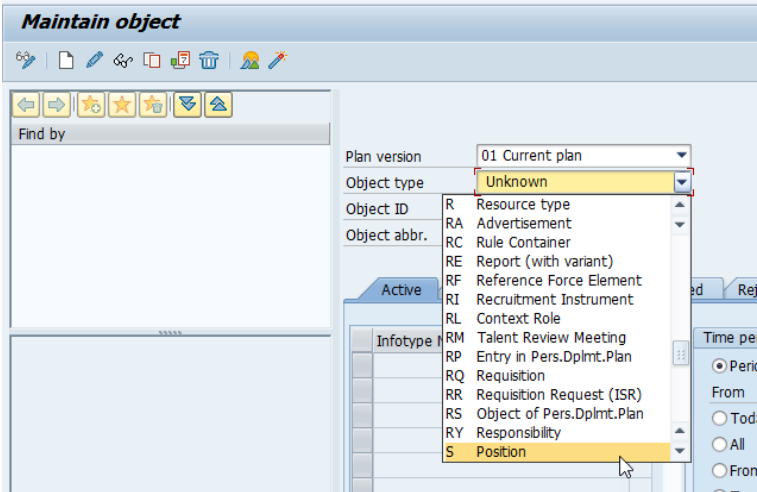 Maintain object
Find by
Plan version 01 Current plan
Object type Unknown
Object ID
Object abbr.
R Resource type
RA Advertisement
RC Rule Container
RE Report (with variant)
RF Reference Force Element
RI Recruitment Instrument
RL Context Role
RM Talent Review Meeting
RP Entry in Pers.Dplmt.Plan
RQ Requisition
RR Requisition Request (ISR)
RS Object of Pers.Dplmt.Plan
RY Responsibility
S Position
Active
Infotype
Time
From
All